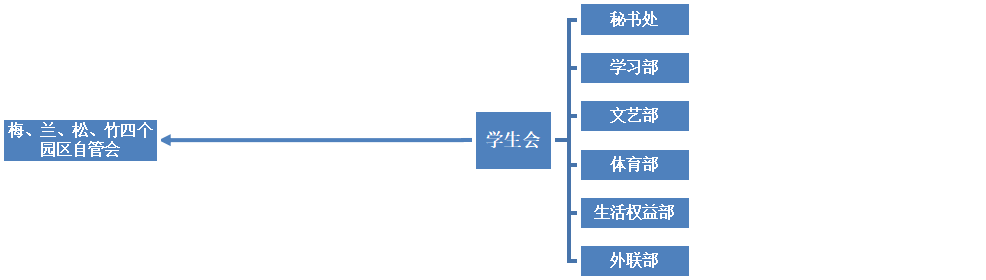 梅、兰、松、竹四个
园区自管会
学生会
秘书处
学习部
文艺部
体育部
生活权益部
外联部